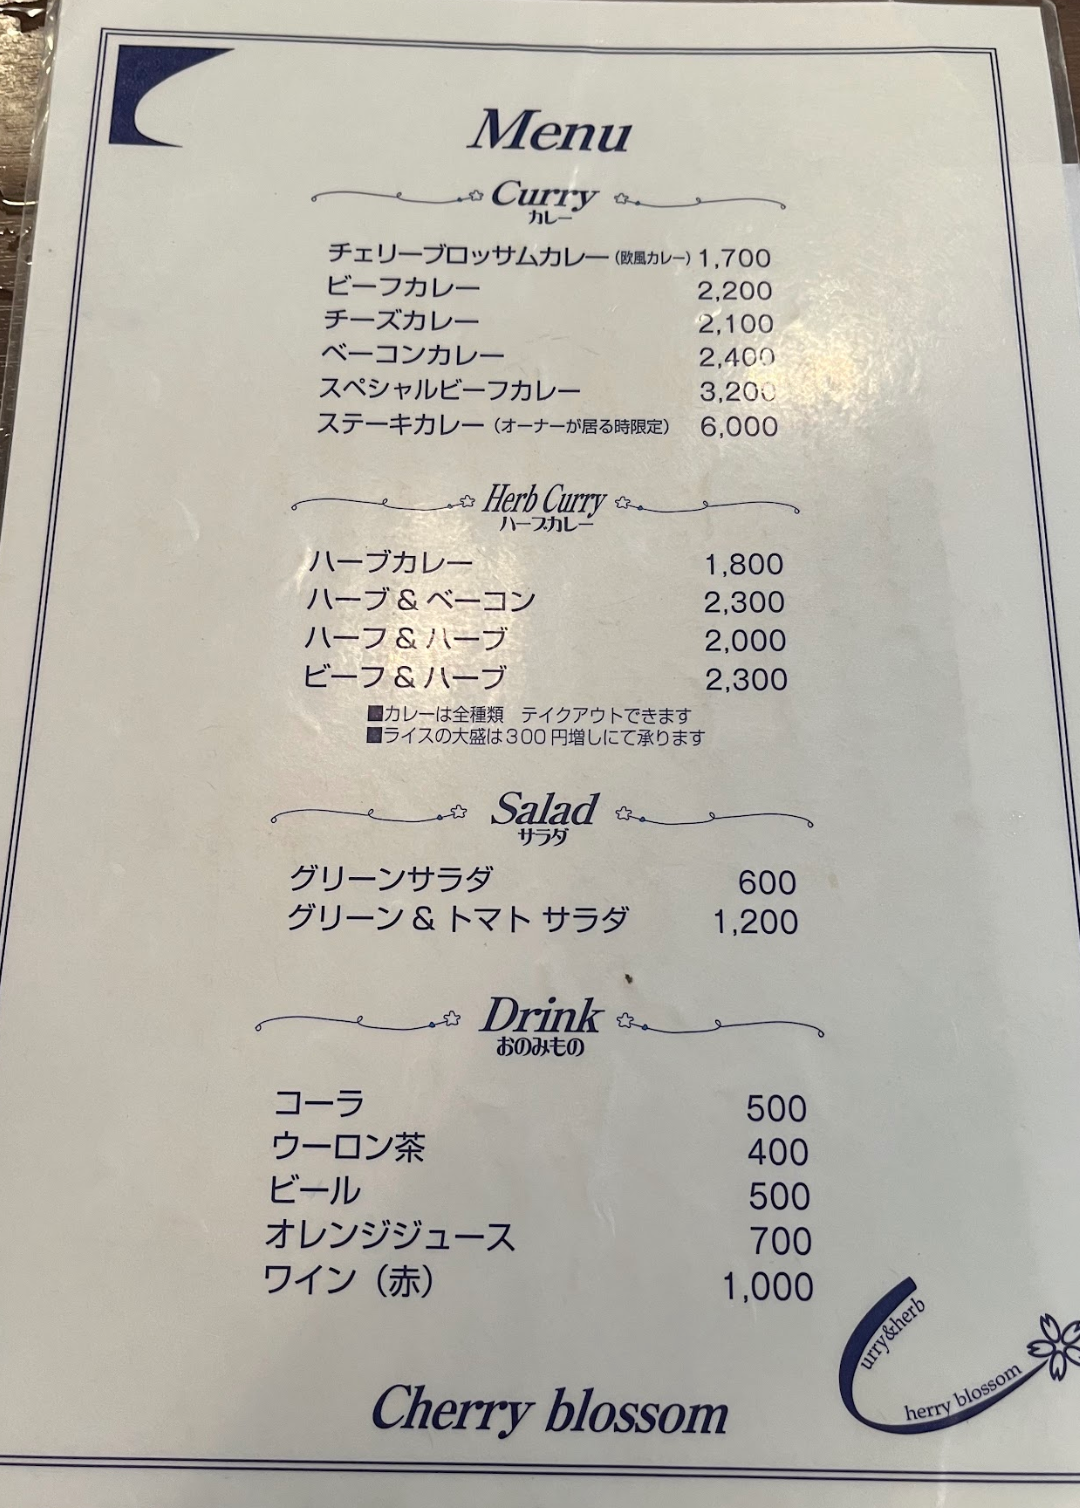 Menu
Curry
カレー
チェリーブロッサムカレー（欧風カレー） 1,700
ビーフカレー 2,200
チーズカレー 2,100
ベーコンカレー 2,400
スペシャルビーフカレー 3,200
ステーキカレー（オーナーが居る時限定） 6,000
Herb Curry
ハーブカレー
ハーブカレー 1,800
ハーブ & ベーコン 2,300
ハーフ & ハーブ 2,000
ビーフ & ハーブ 2,300
■カレーは全種類　テイクアウトできます
■ライスの大盛は300円増しにて承ります
Salad
サラダ
グリーンサラダ 600
グリーン & トマト サラダ 1,200
Drink
おのみもの
コーラ 500
ウーロン茶 400
ビール 500
オレンジジュース 700
ワイン（赤） 1,000
Curry&herb
Cherry blossom
Cherry blossom